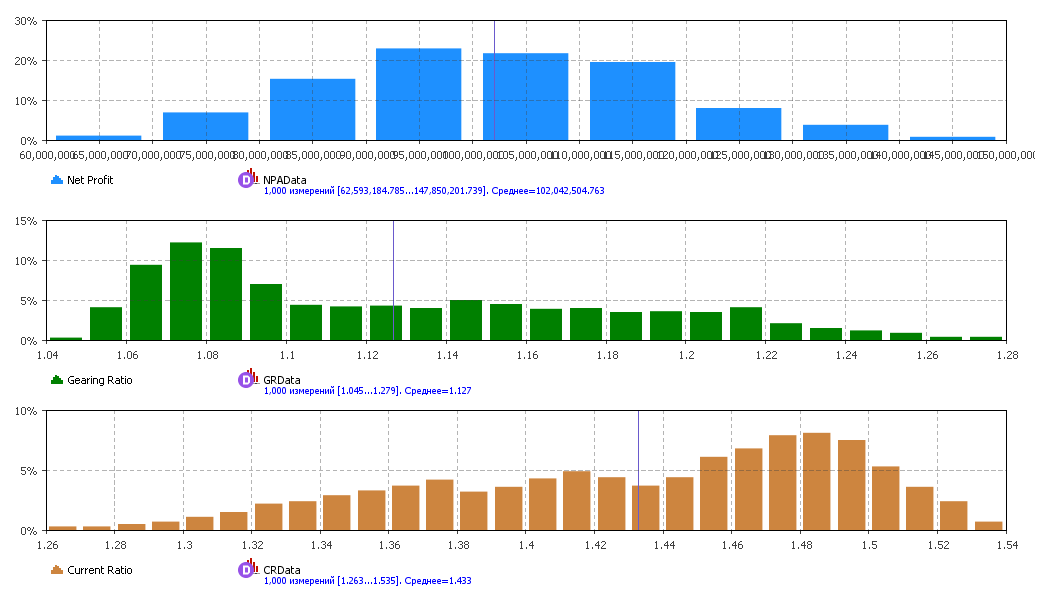 30%
20%
10%
0%
60,000,000 65,000,000 70,000,000 75,000,000 80,000,000 85,000,000 90,000,000 95,000,000 100,000,000 105,000,000 110,000,000 115,000,000 120,000,000 125,000,000 130,000,000 135,000,000 140,000,000 145,000,000 150,000,000
Net Profit D NPAData
1,000 измерений [62,593,184.785...147,850,201.739]. Среднее=102,042,504.763
15%
10%
5%
0%
1.04 1.06 1.08 1.1 1.12 1.14 1.16 1.18 1.2 1.22 1.24 1.26 1.28
Gearing Ratio D GRData
1,000 измерений [1.045...1.279]. Среднее=1.127
10%
5%
0%
1.26 1.28 1.3 1.32 1.34 1.36 1.38 1.4 1.42 1.44 1.46 1.48 1.5 1.52 1.54
Current Ratio D CRData
1,000 измерений [1.263...1.535]. Среднее=1.433